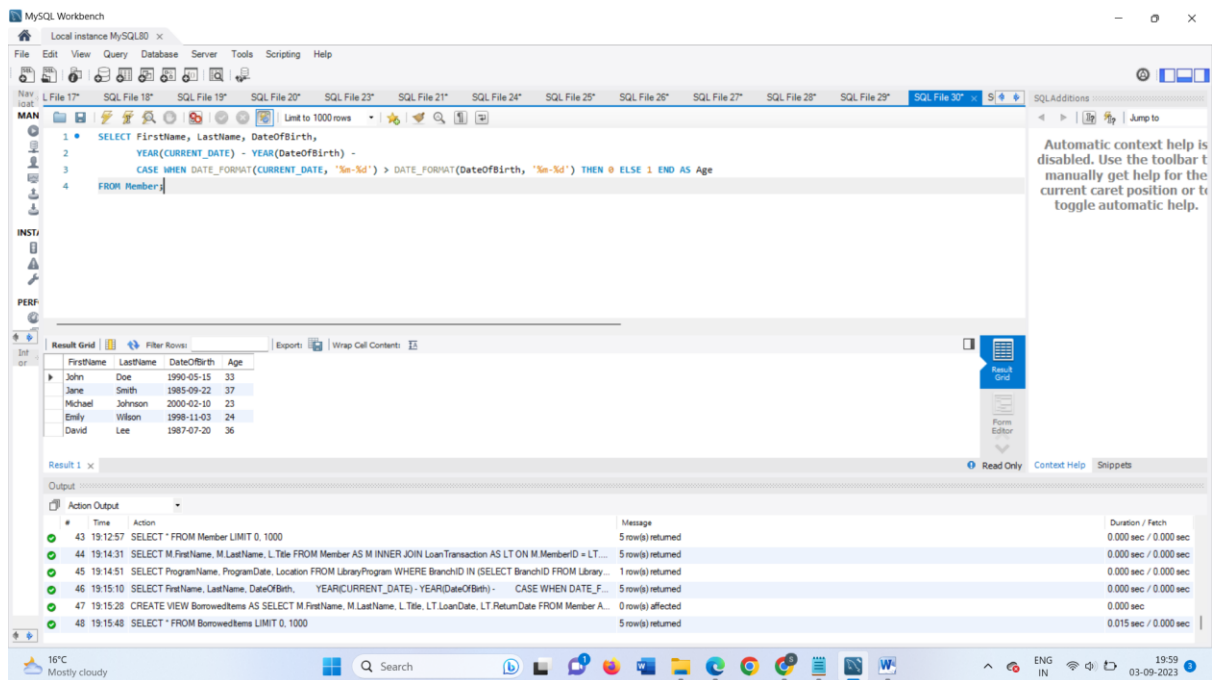 MySQL Workbench
Local instance MySQL80 ×
File Edit View Query Database Server Tools Scripting Help
L File 17* SQL File 18* SQL File 19* SQL File 20* SQL File 23* SQL File 21* SQL File 24* SQL File 25* SQL File 26* SQL File 27* SQL File 28* SQL File 29* SQL File 30* × S SQLAdditions
Nav
igat
MAN
Limit to 1000 rows
Jump to
1 SELECT FirstName, LastName, DateOfBirth,
2 YEAR(CURRENT_DATE) - YEAR(DateOfBirth) -
3 CASE WHEN DATE_FORMAT(CURRENT_DATE, '%m-%d') > DATE_FORMAT(DateOfBirth, '%m-%d') THEN 0 ELSE 1 END AS Age
4 FROM Member;
Automatic context help is
disabled. Use the toolbar t
manually get help for the
current caret position or to
toggle automatic help.
INST
PERF
Int
or
Result Grid Filter Rows: Export: Wrap Cell Content:
FirstName LastName DateOfBirth Age
John Doe 1990-05-15 33
Jane Smith 1985-09-22 37
Michael Johnson 2000-02-10 23
Emily Wilson 1998-11-03 24
David Lee 1987-07-20 36
Result
Grid
Form
Editor
Result 1 × Read Only Context Help Snippets
Output
Action Output
# Time Action Message Duration / Fetch
43 19:12:57 SELECT * FROM Member LIMIT 0, 1000 5 row(s) returned 0.000 sec / 0.000 sec
44 19:14:31 SELECT M.FirstName, M.LastName, L.Title FROM Member AS M INNER JOIN LoanTransaction AS LT ON M.MemberID = LT.... 5 row(s) returned 0.000 sec / 0.000 sec
45 19:14:51 SELECT ProgramName, ProgramDate, Location FROM LibraryProgram WHERE BranchID IN (SELECT BranchID FROM Library... 1 row(s) returned 0.000 sec / 0.000 sec
46 19:15:10 SELECT FirstName, LastName, DateOfBirth, YEAR(CURRENT_DATE) - YEAR(DateOfBirth) - CASE WHEN DATE_F... 5 row(s) returned 0.000 sec / 0.000 sec
47 19:15:28 CREATE VIEW BorrowedItems AS SELECT M.FirstName, M.LastName, L.Title, LT.LoanDate, LT.ReturnDate FROM Member A... 0 row(s) affected 0.000 sec
48 19:15:48 SELECT * FROM BorrowedItems LIMIT 0, 1000 5 row(s) returned 0.015 sec / 0.000 sec
16°C
Mostly cloudy
Search
ENG
IN
19:59
03-09-2023